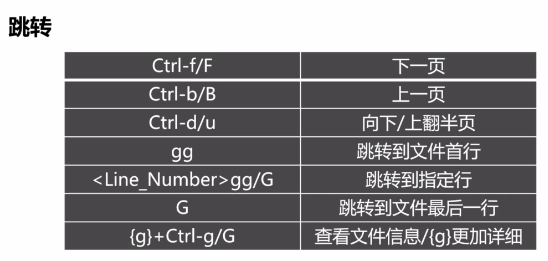 跳转
Ctrl-f/F 下一页
Ctrl-b/B 上一页
Ctrl-d/u 向下/上翻半页
gg 跳转到文件首行
<Line_Number>gg/G 跳转到指定行
G 跳转到文件最后一行
{g}+Ctrl-g/G 查看文件信息/{g}更加详细